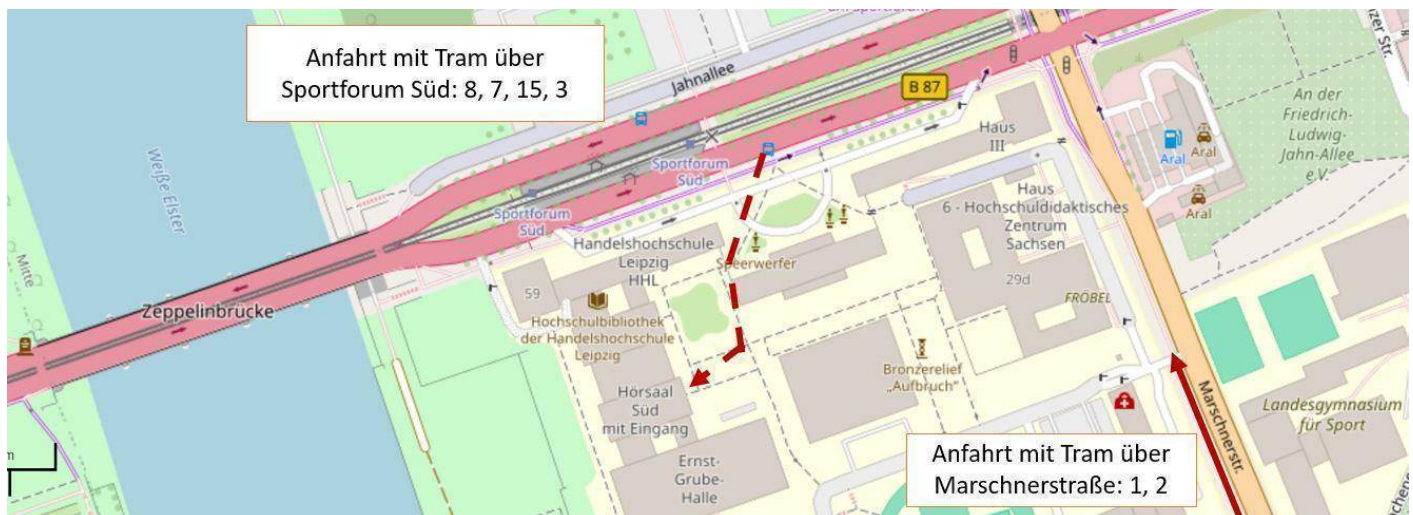 Anfahrt mit Tram über
Sportforum Süd: 8, 7, 15, 3
Jahnallee
B 87
An der
Friedrich-
Ludwig-
Jahn-Allee
e.V.
Aral
Aral
Aral
Weiße Elster
Mitte
Sportforum
Süd
Sportforum
Süd
Haus
III
Haus
6 - Hochschuldidaktisches
Zentrum
Sachsen
29d
FRÖBEL
Handelshochschule
Leipzig
HHL
Speerwerfer
59
Zeppelinbrücke
Hochschulbibliothek
der Handelshochschule
Leipzig
Bronzerelief
„Aufbruch"
Hörsaal
Süd
mit Eingang
Marschnerstr.
Landesgymnasium
für Sport
Ernst-
Grube-
Halle
Anfahrt mit Tram über
Marschnerstraße: 1, 2